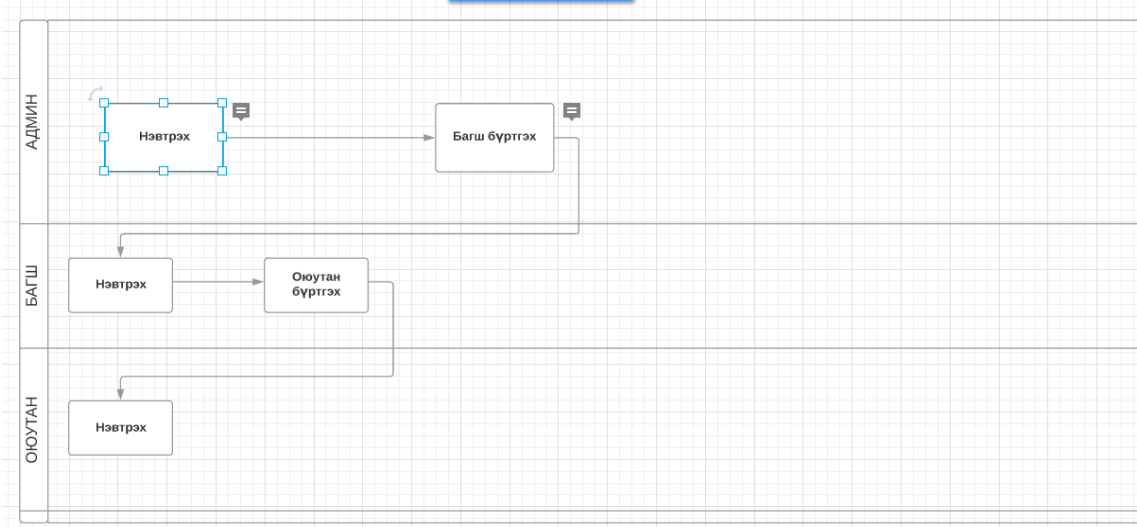 АДМИН
Нэвтрэх
Багш бүртгэх
БАГШ
Нэвтрэх
Оюутан
бүртгэх
ОЮУТАН
Нэвтрэх